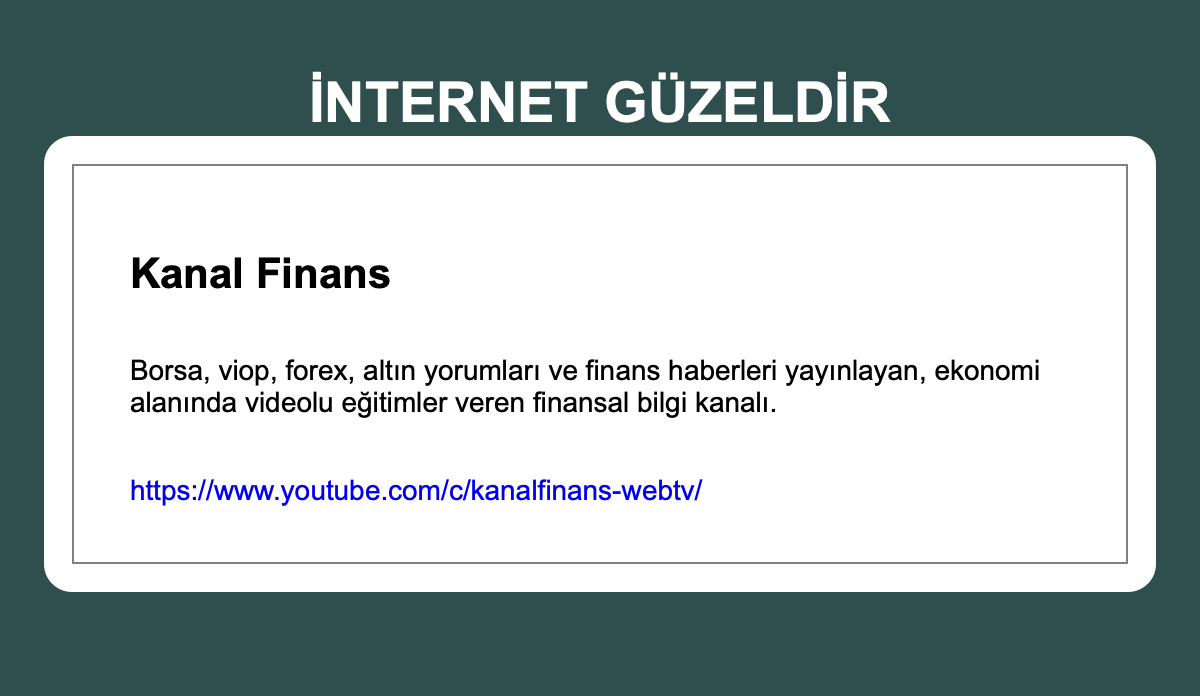 İNTERNET GÜZELDİR
Kanal Finans
Borsa, viop, forex, altın yorumları ve finans haberleri yayınlayan, ekonomi
alanında videolu eğitimler veren finansal bilgi kanalı.
https://www.youtube.com/c/kanalfinans-webtv/